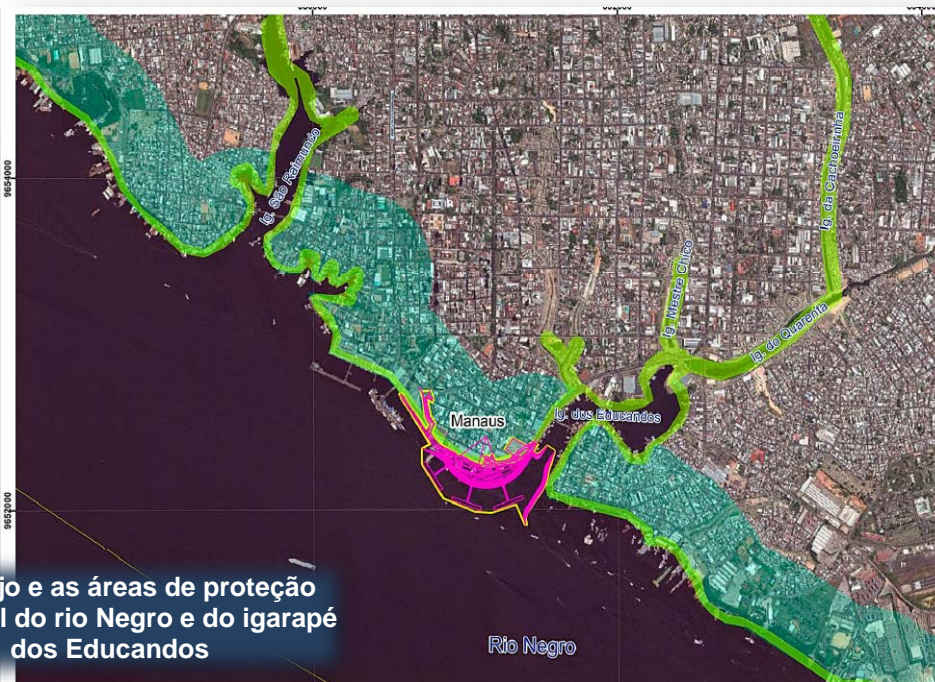 9654000
Ig. São Raimundo
Ig. da Cachoeirinha
Ig. Mestre Chico
Ig. do Quarenta
Ig. dos Educandos
Manaus
9652000
jo e as áreas de proteção
l do rio Negro e do igarapé
dos Educandos
Rio Negro